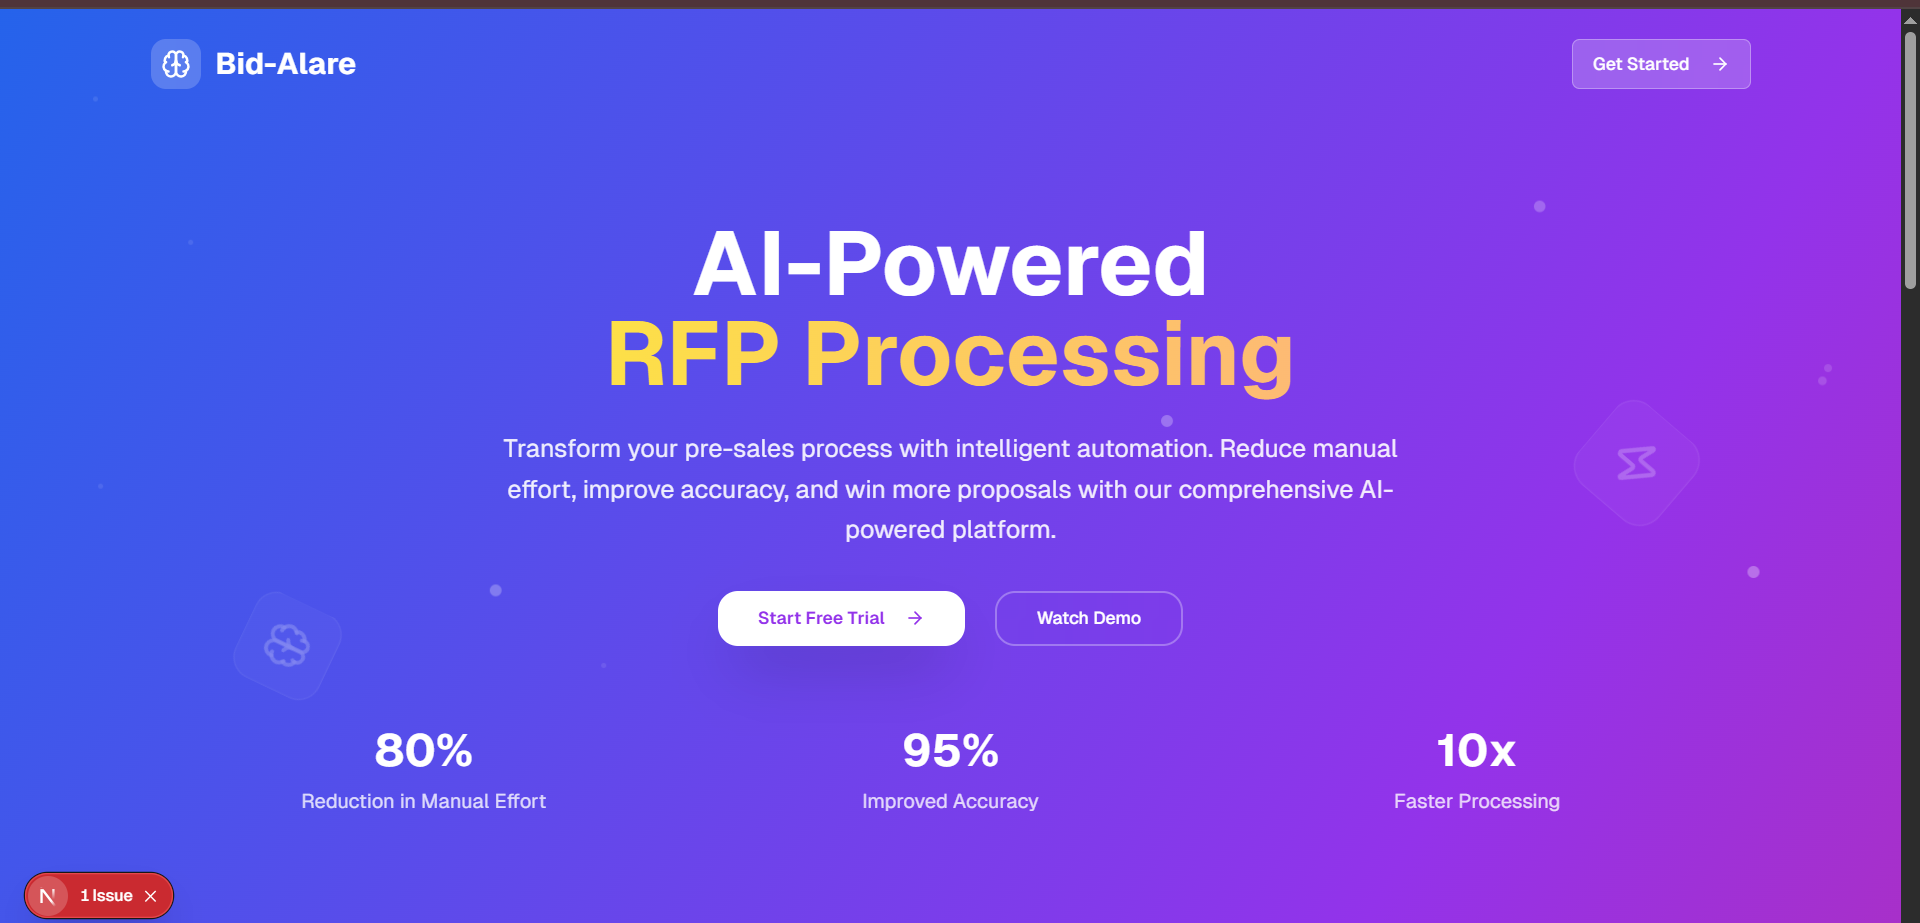 Bid-Alare
Get Started
AI-Powered
RFP Processing
Transform your pre-sales process with intelligent automation. Reduce manual
effort, improve accuracy, and win more proposals with our comprehensive AI-
powered platform.
Start Free Trial
Watch Demo
80%
Reduction in Manual Effort
95%
Improved Accuracy
10x
Faster Processing
N
1 Issue